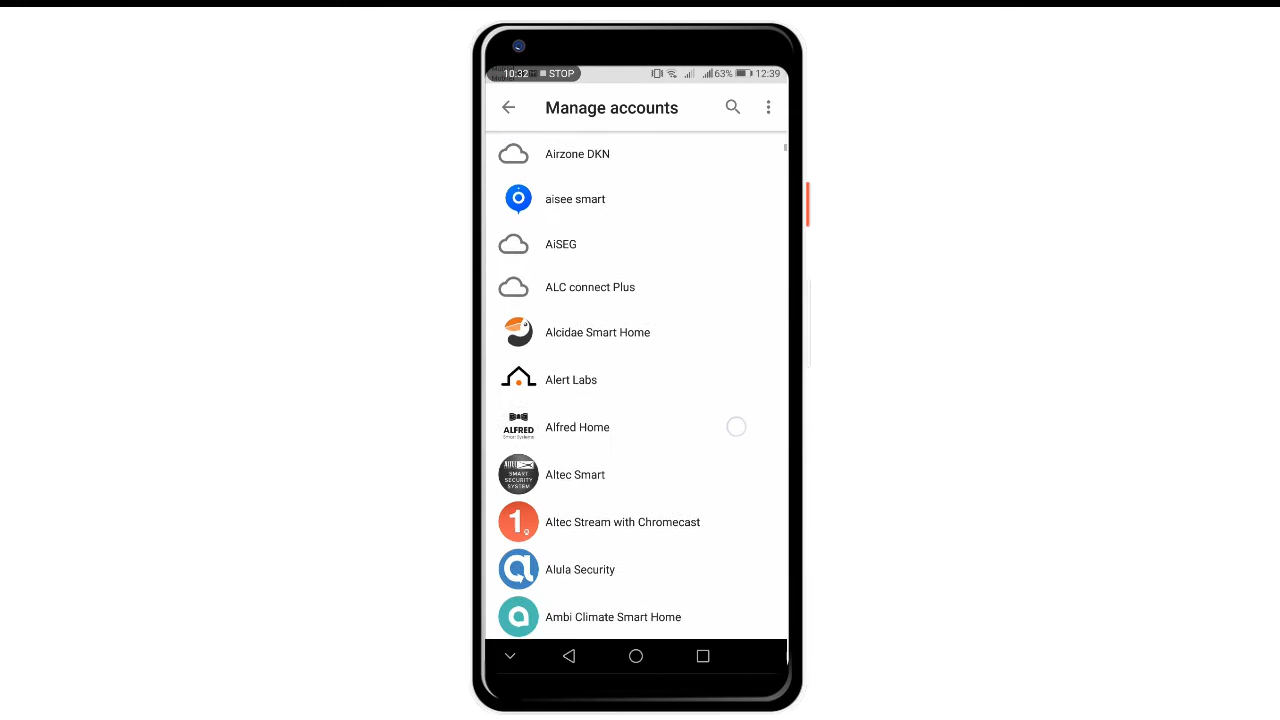 10:32 STOP 63% 12:39
Manage accounts
Airzone DKN
aisee smart
AiSEG
ALC connect Plus
Alcidae Smart Home
Alert Labs
ALFRED
Alfred Home
ALTEC
SMART
SECURITY
SYSTEM
Altec Smart
1.
Altec Stream with Chromecast
a
Alula Security
a
Ambi Climate Smart Home